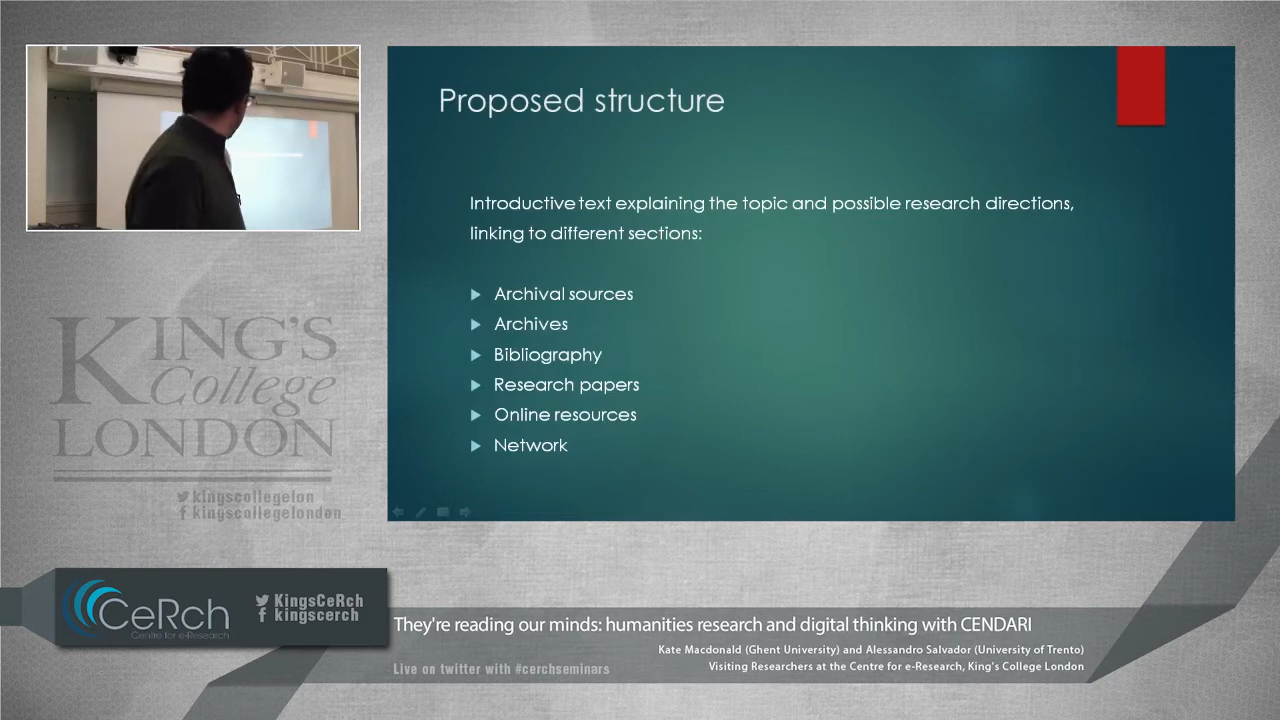 Proposed structure
Introductive text explaining the topic and possible research directions,
linking to different sections:
Archival sources
Archives
Bibliography
Research papers
Online resources
Network
KING'S
College
LONDON
kingscollegelon
kingscollegelondon
CeRch
Centre for e-Research
KingsCeRch
kingscerch
They're reading our minds: humanities research and digital thinking with CENDARI
Kate Macdonald (Ghent University) and Alessandro Salvador (University of Trento)
Visiting Researchers at the Centre for e-Research, King's College London
Live on twitter with #cerchseminars